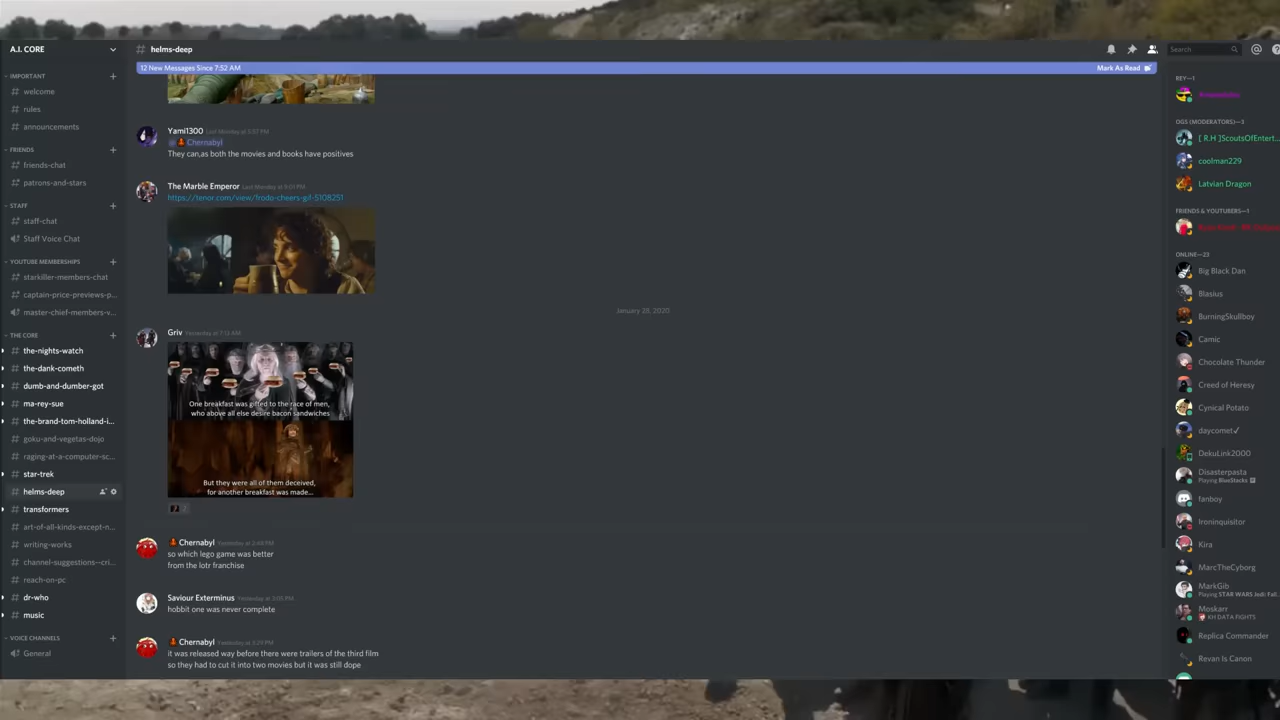 A.I. CORE
IMPORTANT
welcome
rules
announcements
FRIENDS
friends-chat
patrons-and-stars
STAFF
staff-chat
Staff Voice Chat
YOUTUBE MEMBERSHIPS
starkiller-members-chat
captain-price-previews-p...
master-chief-members-v...
THE CORE
the-nights-watch
the-dank-cometh
dumb-and-dumber-got
ma-rey-sue
the-brand-tom-holland-i...
goku-and-vegetas-dojo
raging-at-a-computer-sc...
star-trek
helms-deep
transformers
art-of-all-kinds-except-n...
writing-works
channel-suggestions--cri...
reach-on-pc
dr-who
music
VOICE CHANNELS
General
# helms-deep
12 New Messages Since 7:52 AM
Mark As Read
Yami1300 Last Monday at 5:57 PM
@Chernabyl
They can,as both the movies and books have positives
The Marble Emperor Last Monday at 9:01 PM
https://tenor.com/view/frodo-cheers-gif-5108251
January 28, 2020
Griv Yesterday at 7:13 AM
One breakfast was gifted to the race of men,
who above all else desire bacon sandwiches
But they were all of them deceived,
for another breakfast was made...
2
Chernabyl Yesterday at 2:48 PM
so which lego game was better
from the lotr franchise
Saviour Exterminus Yesterday at 3:05 PM
hobbit one was never complete
Chernabyl Yesterday at 3:29 PM
it was released way before there were trailers of the third film
so they had to cut it into two movies but it was still dope
Search
REY—1
OGS (MODERATORS)—3
[ R.H ]ScoutsOfEntert...
coolman229
Latvian Dragon
FRIENDS & YOUTUBERS—1
ONLINE—23
Big Black Dan
Blasius
BurningSkullboy
Camic
Chocolate Thunder
Creed of Heresy
Cynical Potato
daycomet✓
DekuLink2000
Disasterpasta
Playing BlueStacks
fanboy
Ironinquisitor
Kira
MarcTheCyborg
MarkGib
Playing STAR WARS Jedi: Fall...
Moskarr
KH DATA FIGHTS
Replica Commander
Revan Is Canon